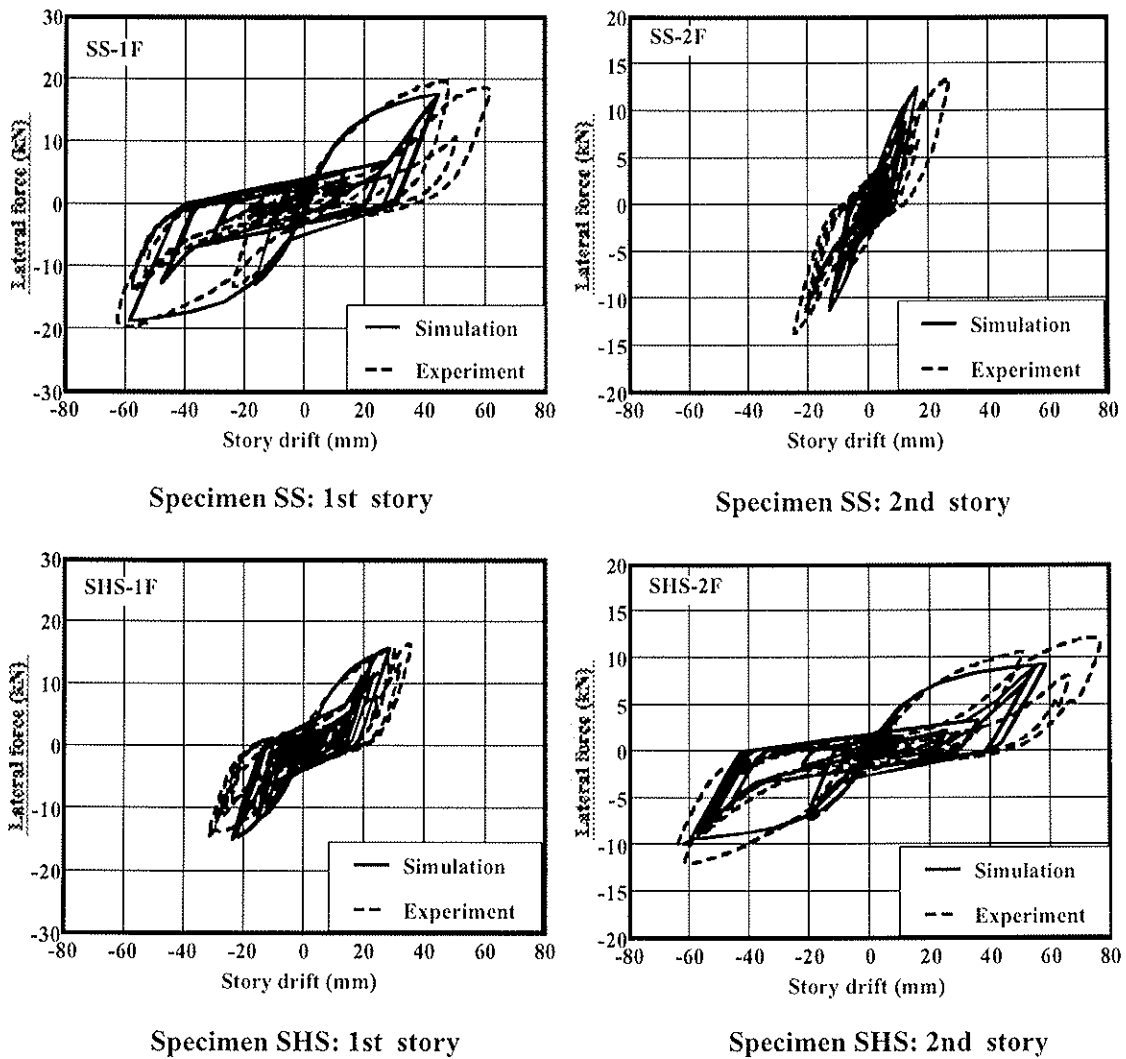 30
20
10
0
-10
-20
-30
Lateral force (kN)
SS-1F
Simulation
Experiment
-80 -60 -40 -20 0 20 40 60 80
Story drift (mm)
Specimen SS: 1st story
20
15
10
5
0
-5
-10
-15
-20
Lateral force (kN)
SS-2F
Simulation
Experiment
-80 -60 -40 -20 0 20 40 60 80
Story drift (mm)
Specimen SS: 2nd story
30
20
10
0
-10
-20
-30
Lateral force (kN)
SHS-1F
Simulation
Experiment
-80 -60 -40 -20 0 20 40 60 80
Story drift (mm)
Specimen SHS: 1st story
20
15
10
5
0
-5
-10
-15
-20
Lateral force (kN)
SHS-2F
Simulation
Experiment
-80 -60 -40 -20 0 20 40 60 80
Story drift (mm)
Specimen SHS: 2nd story